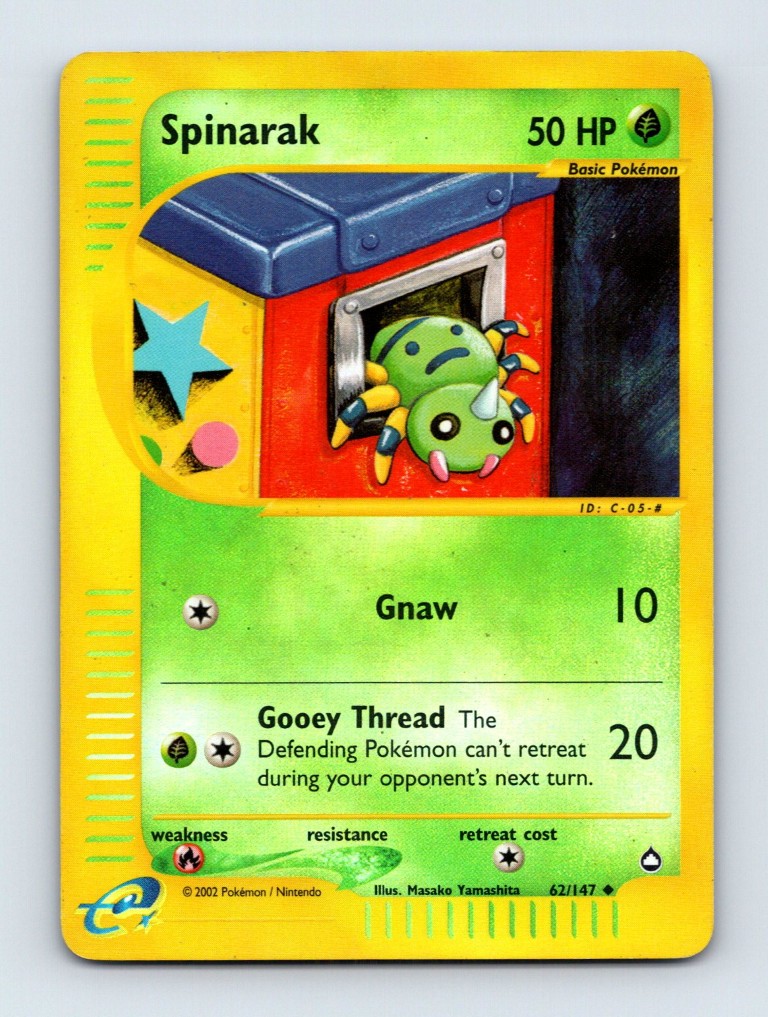 Spinarak 50 HP
Basic Pokémon
ID: C-05-#
Gnaw 10
Gooey Thread The
Defending Pokémon can't retreat 20
during your opponent's next turn.
weakness resistance retreat cost
© 2002 Pokémon / Nintendo Illus. Masako Yamashita 62/147 ◆